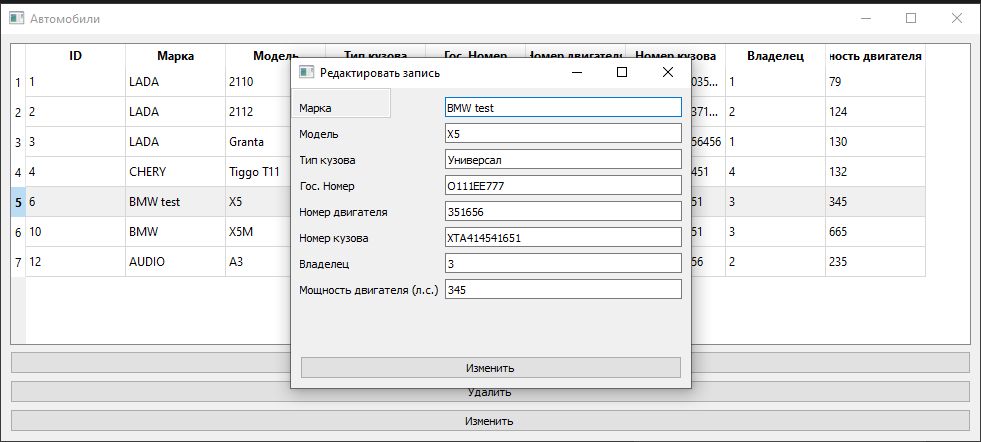 Автомобили
ID Марка Модель Тип кузова Гос. Номер Номер двигателя Номер кузова Владелец ность двигателя
Редактировать запись
1 1 LADA 2110 035... 1 79
2 2 LADA 2112 371... 2 124
3 3 LADA Granta 56456 1 130
4 4 CHERY Tiggo T11 451 4 132
5 6 BMW test X5 51 3 345
6 10 BMW X5M 51 3 665
7 12 AUDIO A3 56 2 235
Марка BMW test
Модель X5
Тип кузова Универсал
Гос. Номер О111ЕЕ777
Номер двигателя 351656
Номер кузова XTA414541651
Владелец 3
Мощность двигателя (л.с.) 345
Изменить
Удалить
Изменить